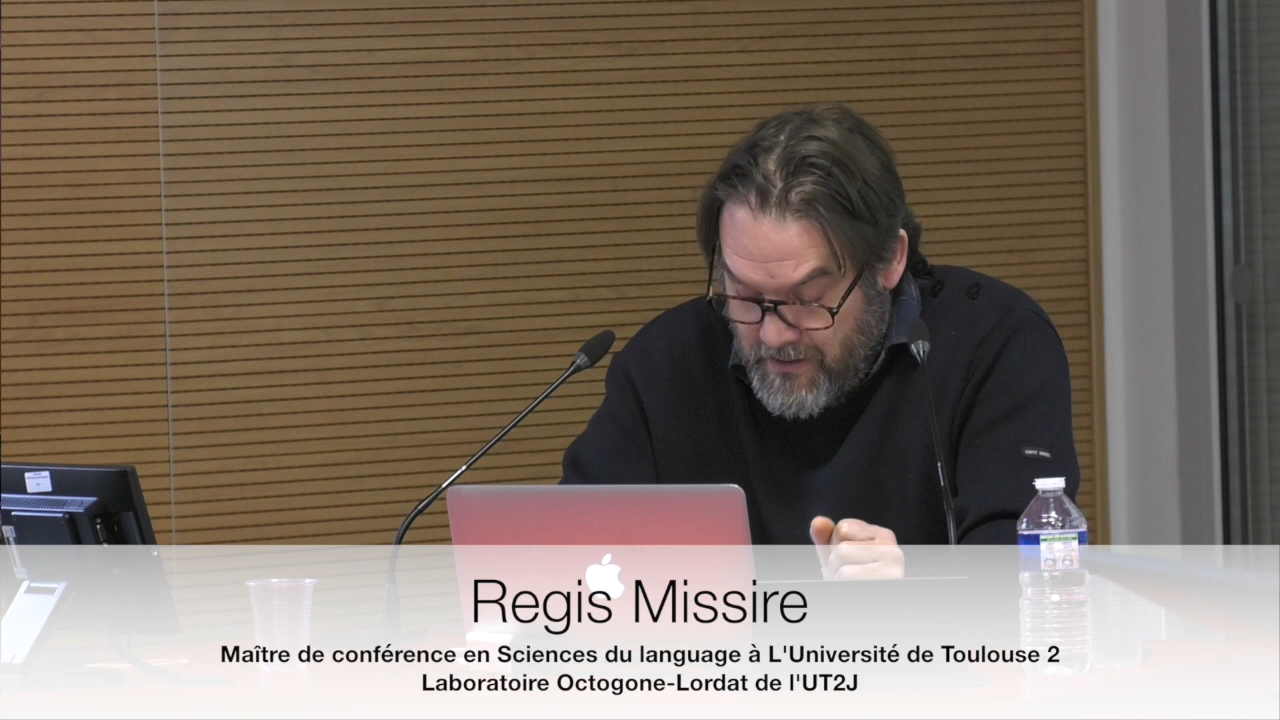 Regis Missire
Maître de conférence en Sciences du language à L'Université de Toulouse 2
Laboratoire Octogone-Lordat de l'UT2J